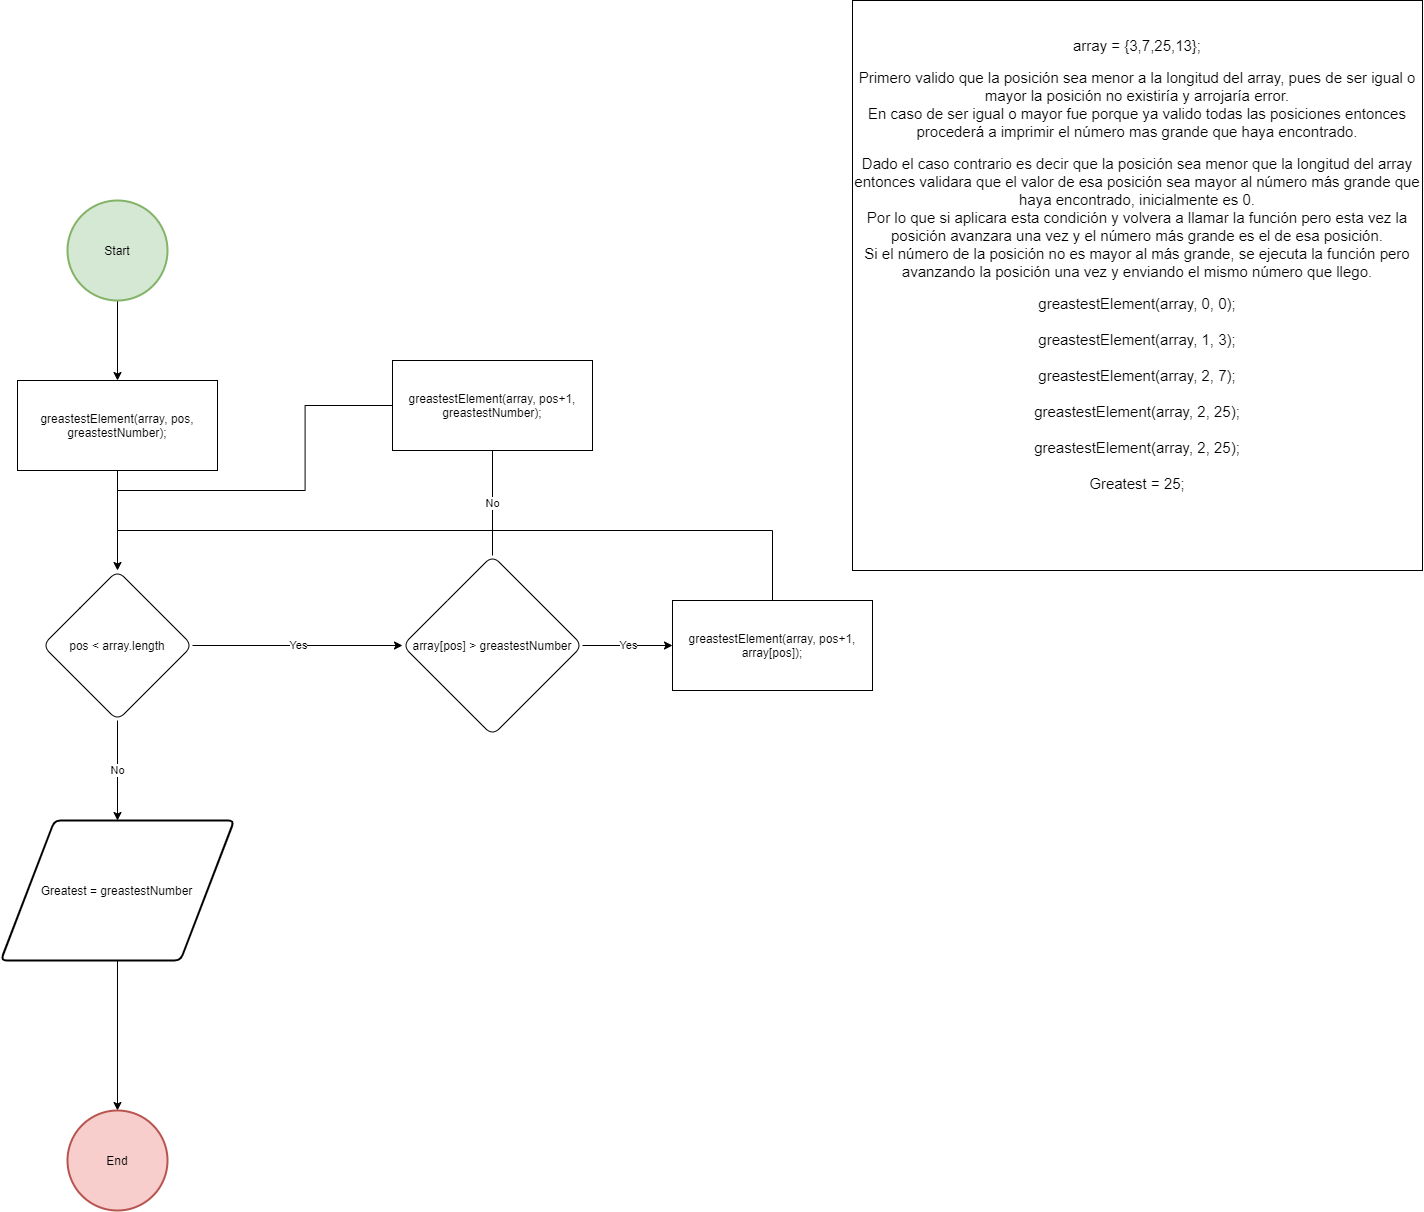 array = {3,7,25,13};
Primero valido que la posición sea menor a la longitud del array, pues de ser igual o
mayor la posición no existiría y arrojaría error.
En caso de ser igual o mayor fue porque ya valido todas las posiciones entonces
procederá a imprimir el número mas grande que haya encontrado.
Dado el caso contrario es decir que la posición sea menor que la longitud del array
entonces validara que el valor de esa posición sea mayor al número más grande que
haya encontrado, inicialmente es 0.
Por lo que si aplicara esta condición y volvera a llamar la función pero esta vez la
posición avanzara una vez y el número más grande es el de esa posición.
Si el número de la posición no es mayor al más grande, se ejecuta la función pero
avanzando la posición una vez y enviando el mismo número que llego.
greastestElement(array, 0, 0);
greastestElement(array, 1, 3);
greastestElement(array, 2, 7);
greastestElement(array, 2, 25);
greastestElement(array, 2, 25);
Greatest = 25;
Start
greastestElement(array, pos,
greastestNumber);
greastestElement(array, pos+1,
greastestNumber);
No
pos < array.length
Yes
array[pos] > greastestNumber
Yes
greastestElement(array, pos+1,
array[pos]);
No
Greatest = greastestNumber
End